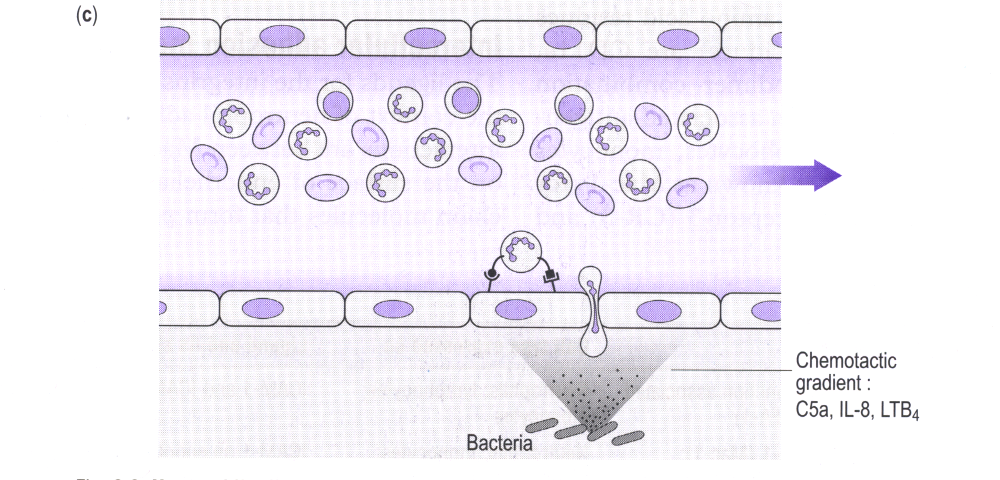 (c)
Chemotactic
gradient :
C5a, IL-8, LTB₄
Bacteria